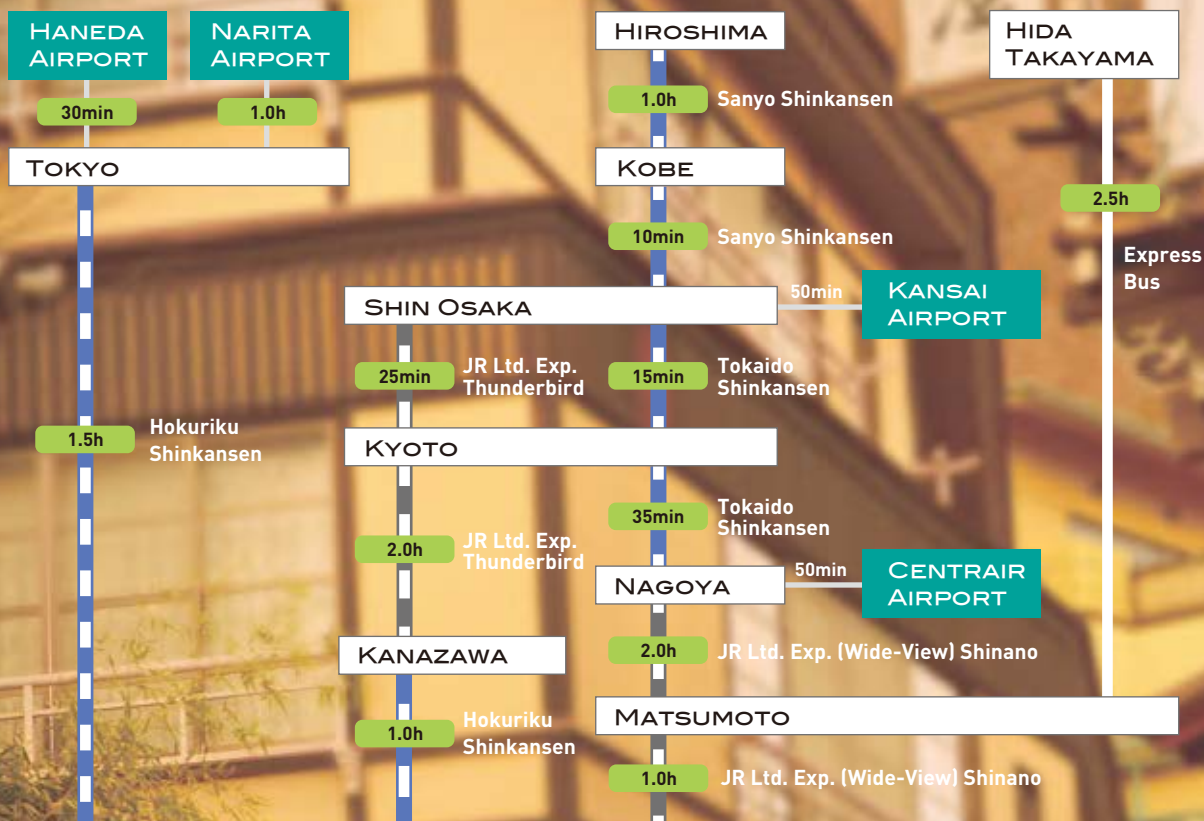 HANEDA
AIRPORT
NARITA
AIRPORT
HIROSHIMA
HIDA
TAKAYAMA
30min
1.0h
1.0h
Sanyo Shinkansen
TOKYO
KOBE
2.5h
10min
Sanyo Shinkansen
Express
Bus
SHIN OSAKA
50min
KANSAI
AIRPORT
25min
JR Ltd. Exp.
Thunderbird
15min
Tokaido
Shinkansen
1.5h
Hokuriku
Shinkansen
KYOTO
35min
Tokaido
Shinkansen
2.0h
JR Ltd. Exp.
Thunderbird
NAGOYA
50min
CENTRAIR
AIRPORT
KANAZAWA
2.0h
JR Ltd. Exp. (Wide-View) Shinano
MATSUMOTO
1.0h
Hokuriku
Shinkansen
1.0h
JR Ltd. Exp. (Wide-View) Shinano